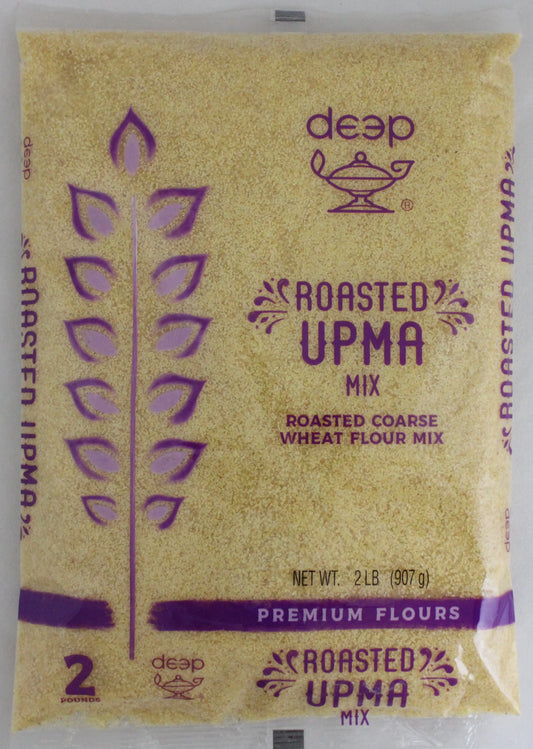 deep
®
ROASTED
UPMA
MIX
ROASTED COARSE
WHEAT FLOUR MIX
NET WT. 2 LB (907 g)
PREMIUM FLOURS
2
POUNDS
deep
ROASTED
UPMA
MIX
deep
ROASTED UPMA
ROASTED UPMA
deep